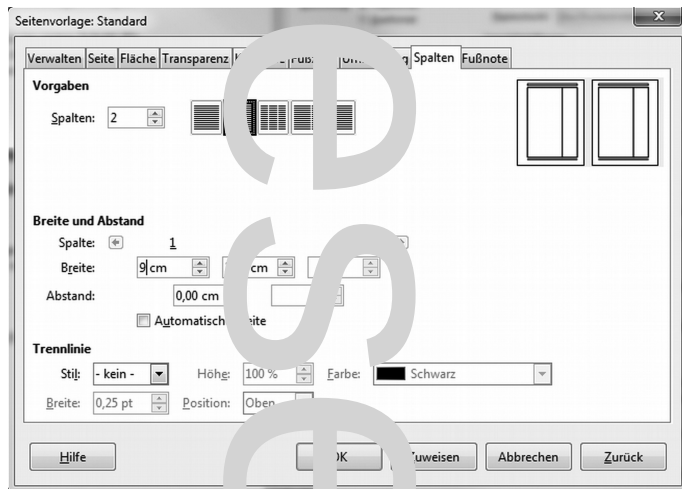 Seitenvorlage: Standard
Verwalten Seite Fläche Transparenz Spalten Fußnote
Vorgaben
Spalten: 2
Breite und Abstand
Spalte: 1
Breite: 9 cm cm
Abstand: 0,00 cm
Trennlinie
Stil: - kein - Höhe: 100 % Farbe: Schwarz
Breite: 0,25 pt Position: Oben
Hilfe OK Zuweisen Abbrechen Zurück